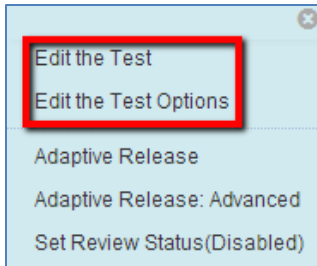 Edit the Test
Edit the Test Options
Adaptive Release
Adaptive Release: Advanced
Set Review Status(Disabled)